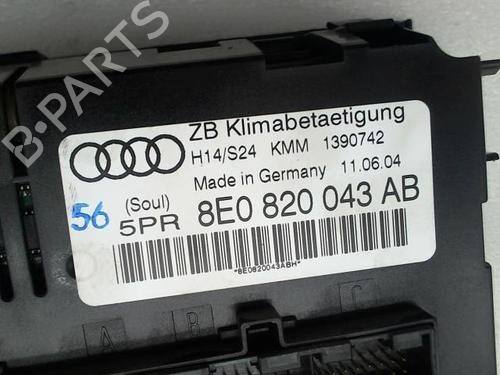 B-PARTS
ZB Klimabetaetigung
H14/S24 KMM 1390742
Made in Germany 11.06.04
(Soul)
56
5PR 8E0 820 043 AB
*8E0820043ABH*
A B C